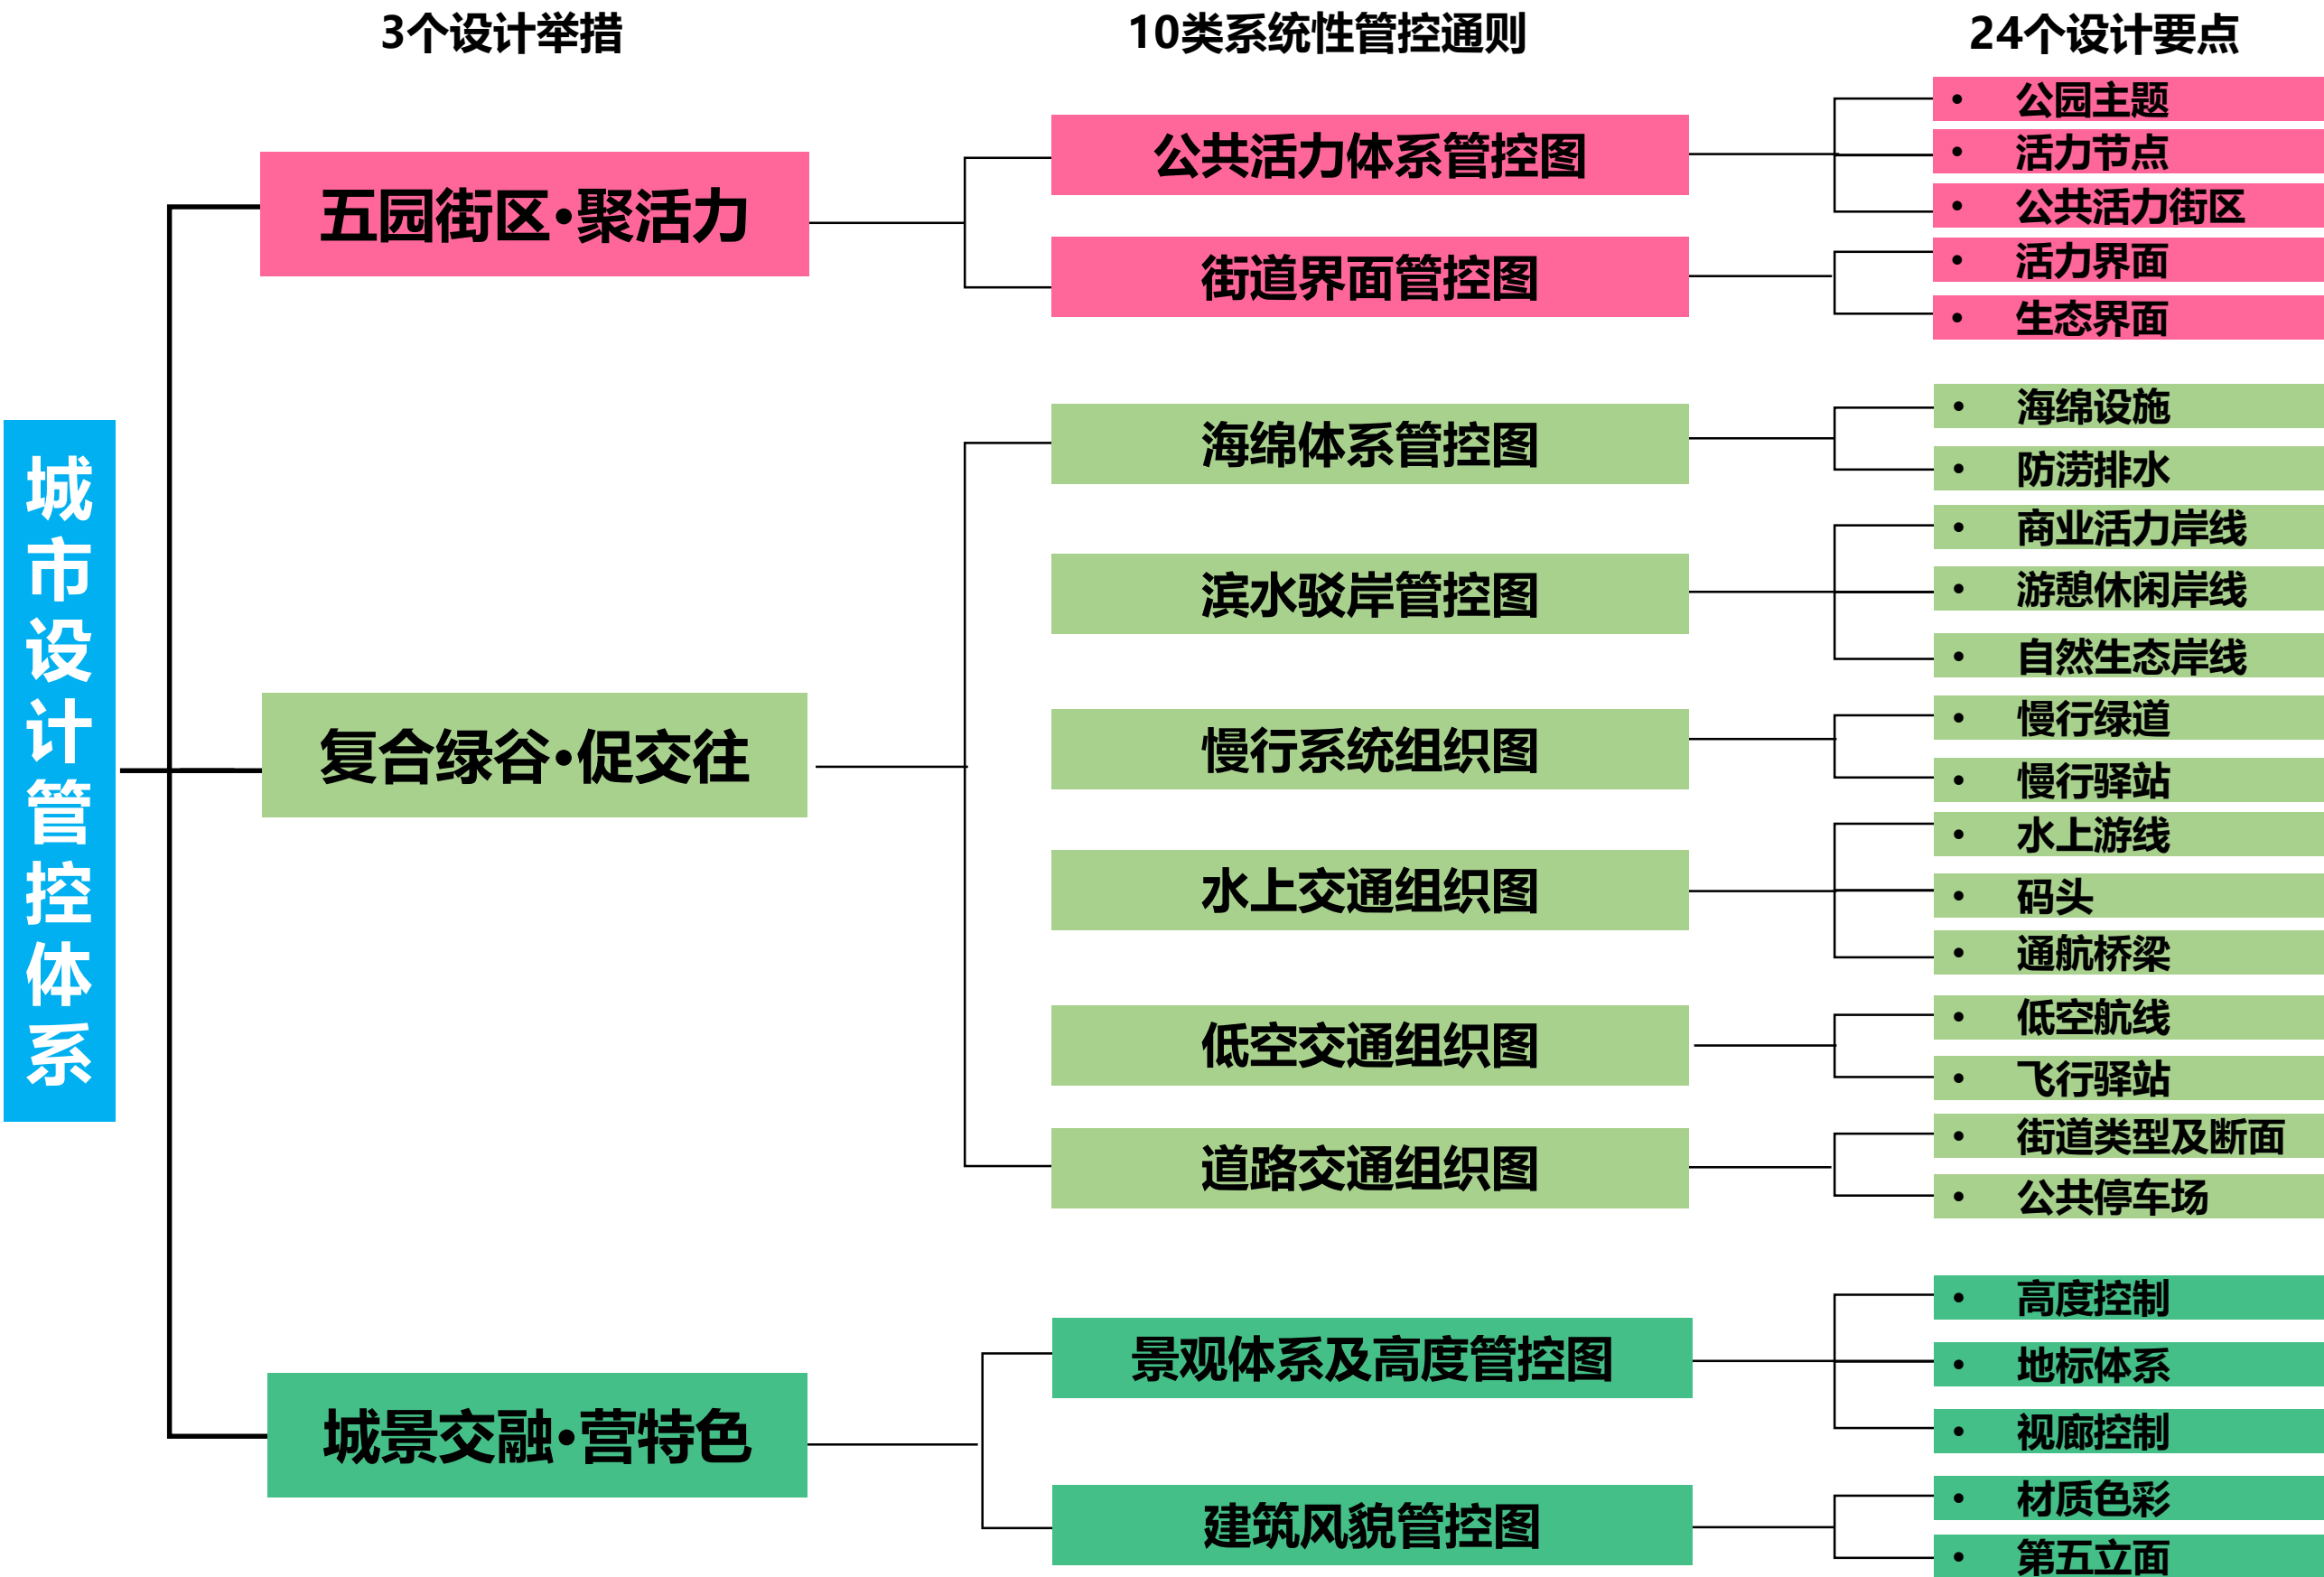 3个设计举措
10类系统性管控通则
24个设计要点
城市设计管控体系
五园街区·聚活力
公共活力体系管控图
• 公园主题
• 活力节点
• 公共活力街区
街道界面管控图
• 活力界面
• 生态界面
复合绿谷·促交往
海绵体系管控图
• 海绵设施
• 防涝排水
滨水驳岸管控图
• 商业活力岸线
• 游憩休闲岸线
• 自然生态岸线
慢行系统组织图
• 慢行绿道
• 慢行驿站
水上交通组织图
• 水上游线
• 码头
• 通航桥梁
低空交通组织图
• 低空航线
• 飞行驿站
道路交通组织图
• 街道类型及断面
• 公共停车场
城景交融·营特色
景观体系及高度管控图
• 高度控制
• 地标体系
• 视廊控制
建筑风貌管控图
• 材质色彩
• 第五立面